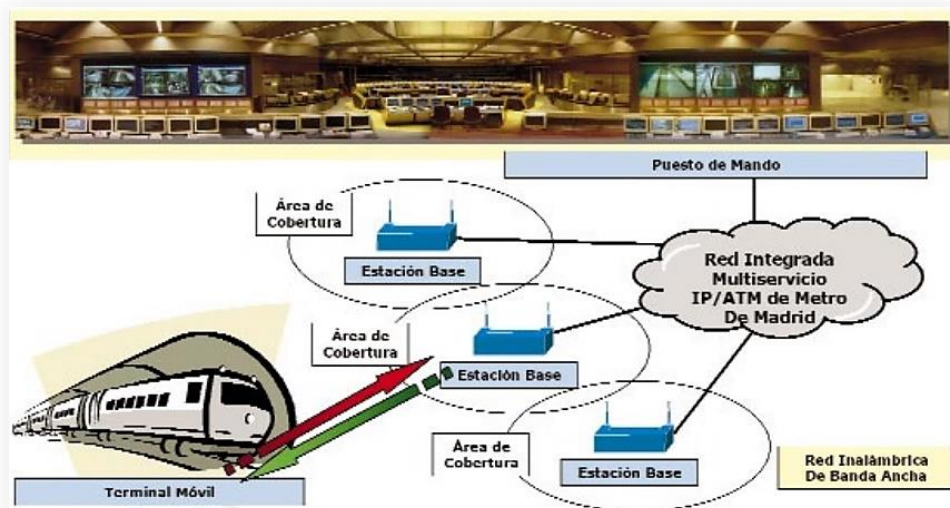 Puesto de Mando
Área de
Cobertura
Estación Base
Red Integrada
Multiservicio
IP/ATM de Metro
De Madrid
Área de
Cobertura
Estación Base
Área de
Cobertura
Estación Base
Terminal Móvil
Red Inalámbrica
De Banda Ancha